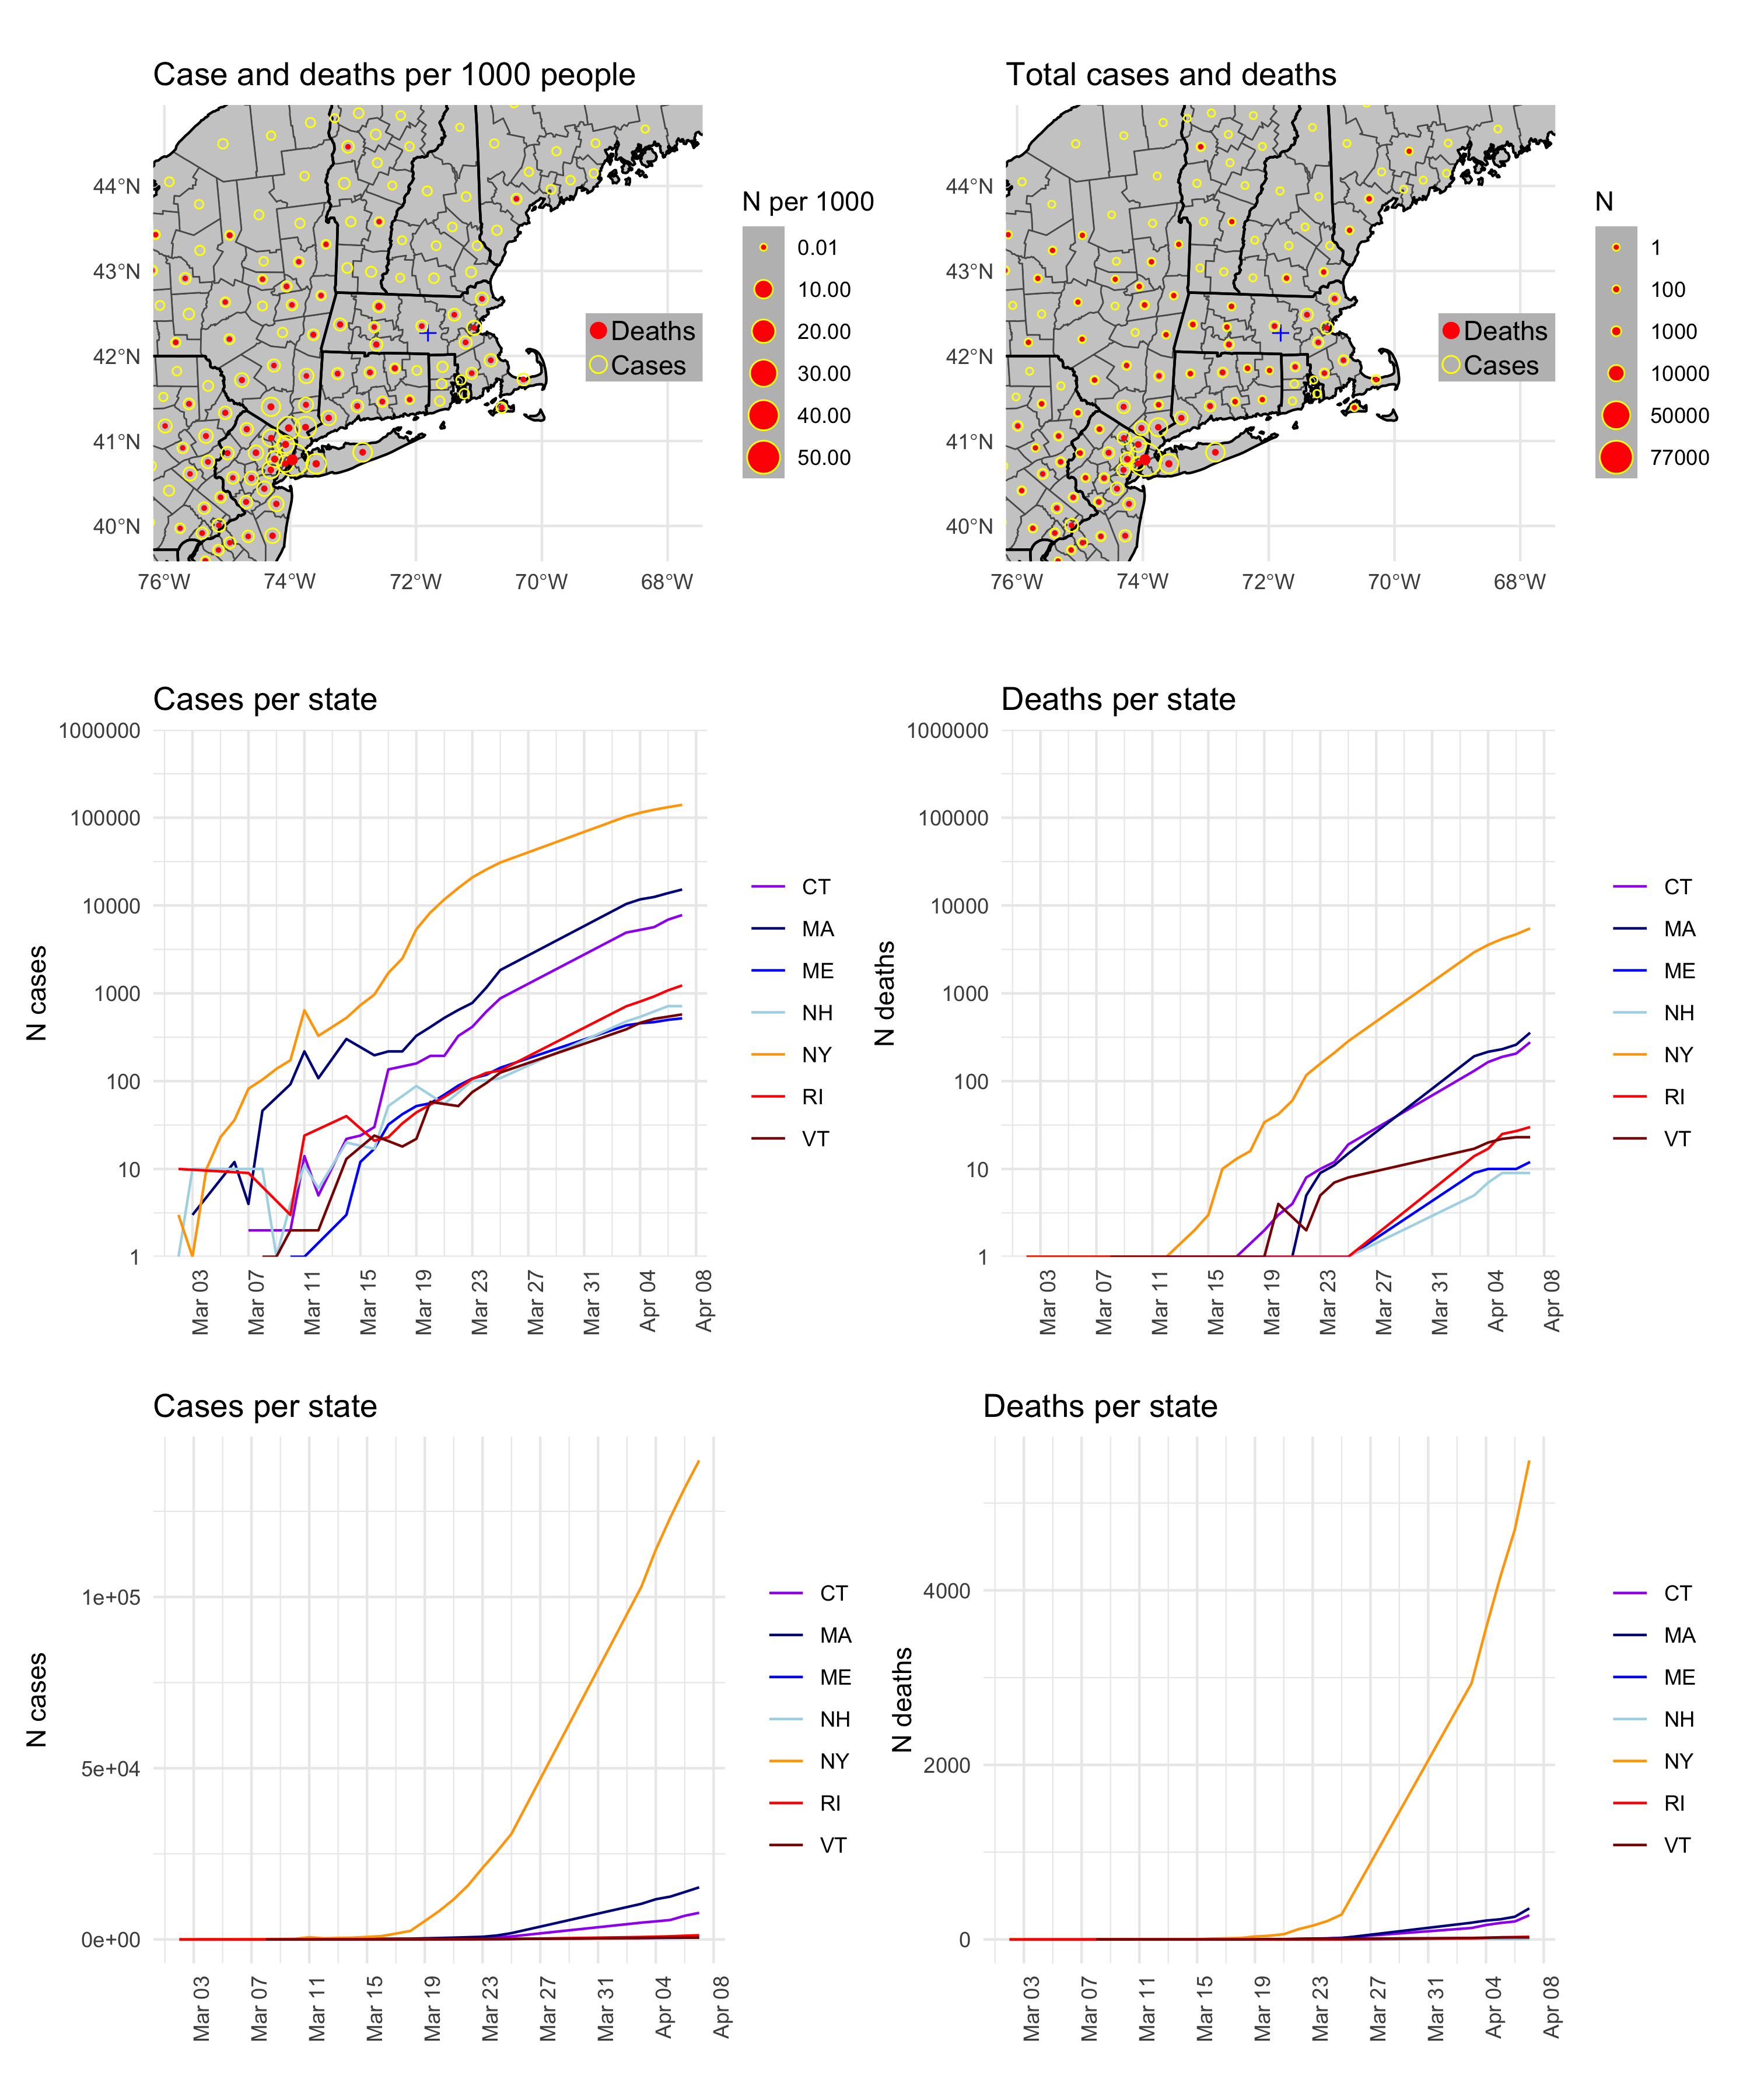 Case and deaths per 1000 people
44°N
43°N
42°N
41°N
40°N
76°W
74°W
72°W
70°W
68°W
Deaths
Cases
N per 1000
0.01
10.00
20.00
30.00
40.00
50.00
Total cases and deaths
44°N
43°N
42°N
41°N
40°N
76°W
74°W
72°W
70°W
68°W
Deaths
Cases
N
1
100
1000
10000
50000
77000
Cases per state
N cases
1000000
100000
10000
1000
100
10
1
Mar 03
Mar 07
Mar 11
Mar 15
Mar 19
Mar 23
Mar 27
Mar 31
Apr 04
Apr 08
CT
MA
ME
NH
NY
RI
VT
Deaths per state
N deaths
1000000
100000
10000
1000
100
10
1
Mar 03
Mar 07
Mar 11
Mar 15
Mar 19
Mar 23
Mar 27
Mar 31
Apr 04
Apr 08
CT
MA
ME
NH
NY
RI
VT
Cases per state
N cases
1e+05
5e+04
0e+00
Mar 03
Mar 07
Mar 11
Mar 15
Mar 19
Mar 23
Mar 27
Mar 31
Apr 04
Apr 08
CT
MA
ME
NH
NY
RI
VT
Deaths per state
N deaths
4000
2000
0
Mar 03
Mar 07
Mar 11
Mar 15
Mar 19
Mar 23
Mar 27
Mar 31
Apr 04
Apr 08
CT
MA
ME
NH
NY
RI
VT